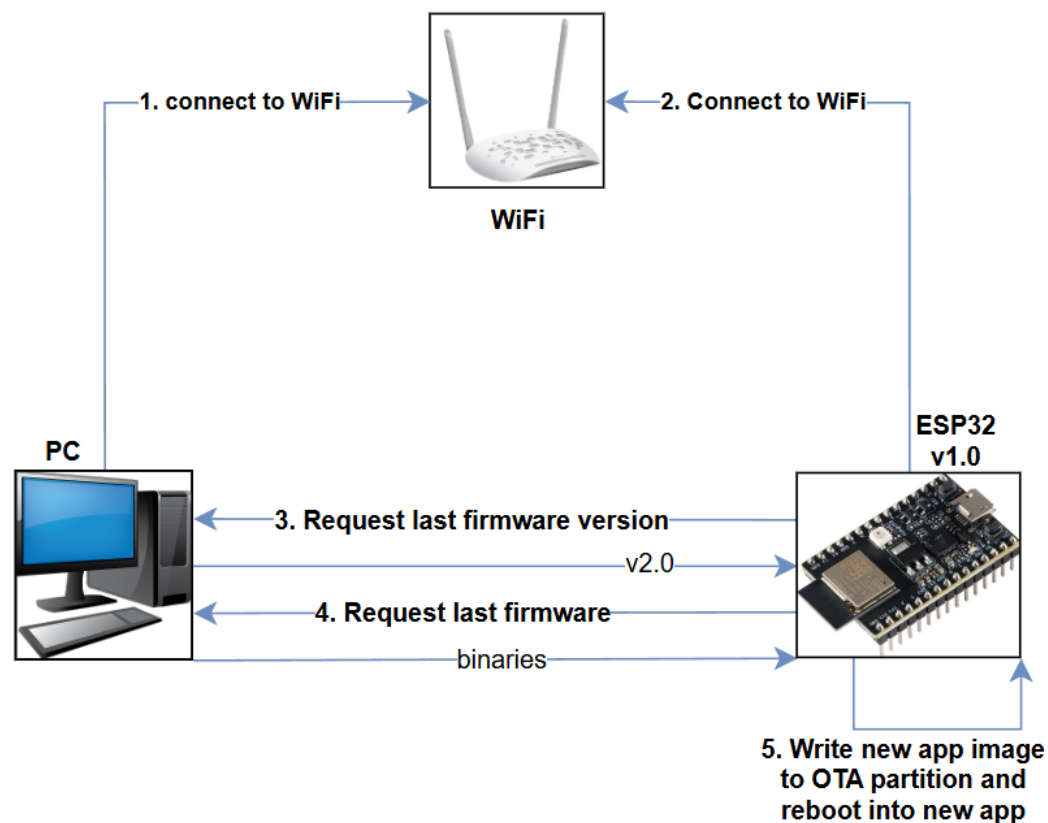 1. connect to WiFi
2. Connect to WiFi
WiFi
PC
ESP32
v1.0
3. Request last firmware version
v2.0
4. Request last firmware
binaries
5. Write new app image
to OTA partition and
reboot into new app